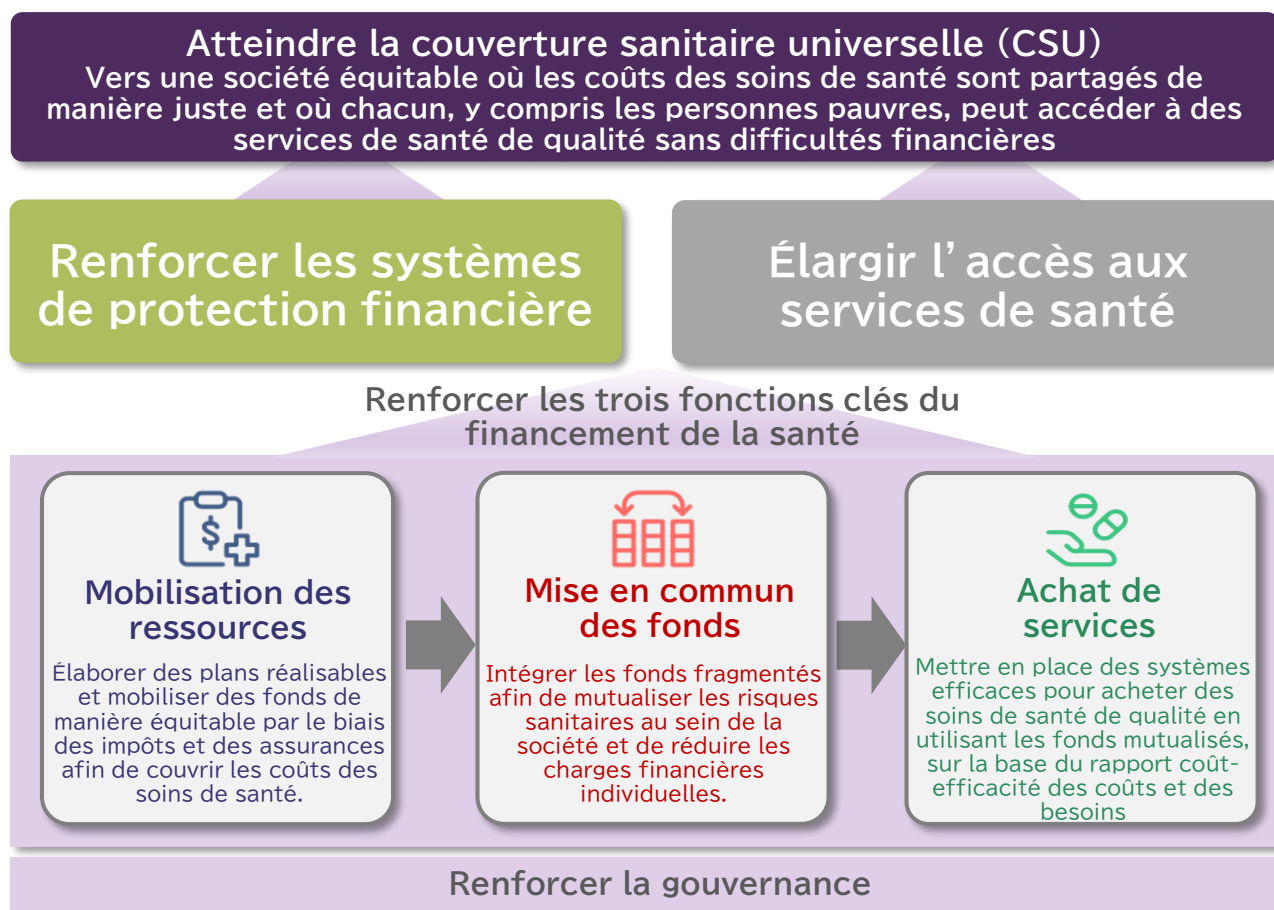 Atteindre la couverture sanitaire universelle (CSU)
Vers une société équitable où les coûts des soins de santé sont partagés de
manière juste et où chacun, y compris les personnes pauvres, peut accéder à des
services de santé de qualité sans difficultés financières
Renforcer les systèmes
de protection financière
Élargir l’accès aux
services de santé
Renforcer les trois fonctions clés du
financement de la santé
$
Mobilisation des
ressources
Élaborer des plans réalisables
et mobiliser des fonds de
manière équitable par le biais
des impôts et des assurances
afin de couvrir les coûts des
soins de santé.
Mise en commun
des fonds
Intégrer les fonds fragmentés
afin de mutualiser les risques
sanitaires au sein de la
société et de réduire les
charges financières
individuelles.
Achat de
services
Mettre en place des systèmes
efficaces pour acheter des
soins de santé de qualité en
utilisant les fonds mutualisés,
sur la base du rapport coût-
efficacité des coûts et des
besoins
Renforcer la gouvernance